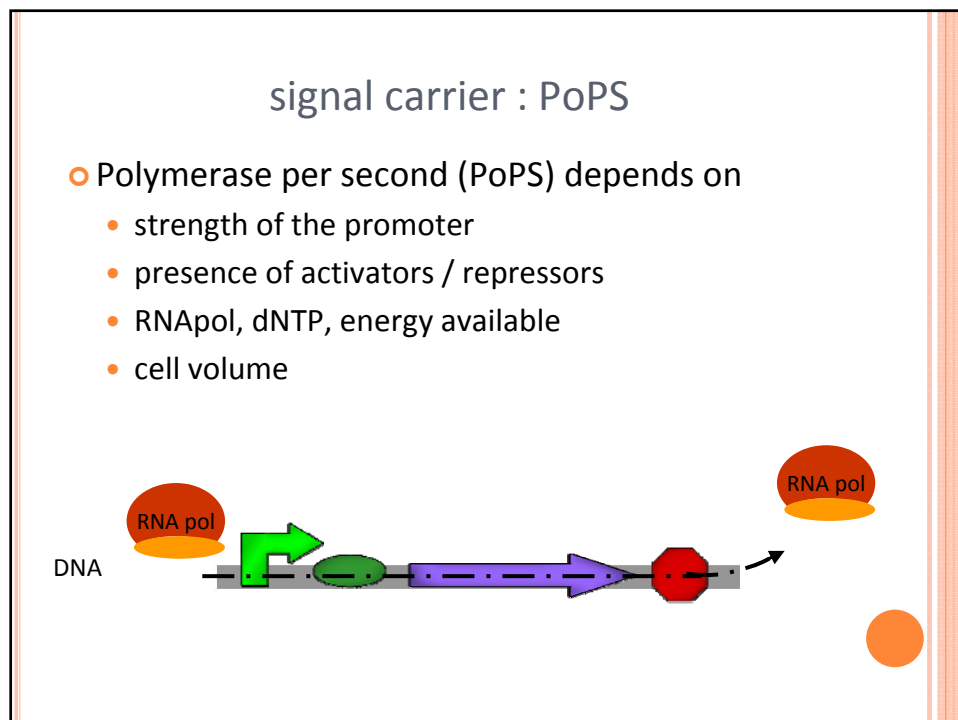 signal carrier : PoPS
Polymerase per second (PoPS) depends on
strength of the promoter
presence of activators / repressors
RNApol, dNTP, energy available
cell volume
RNA pol
RNA pol
DNA